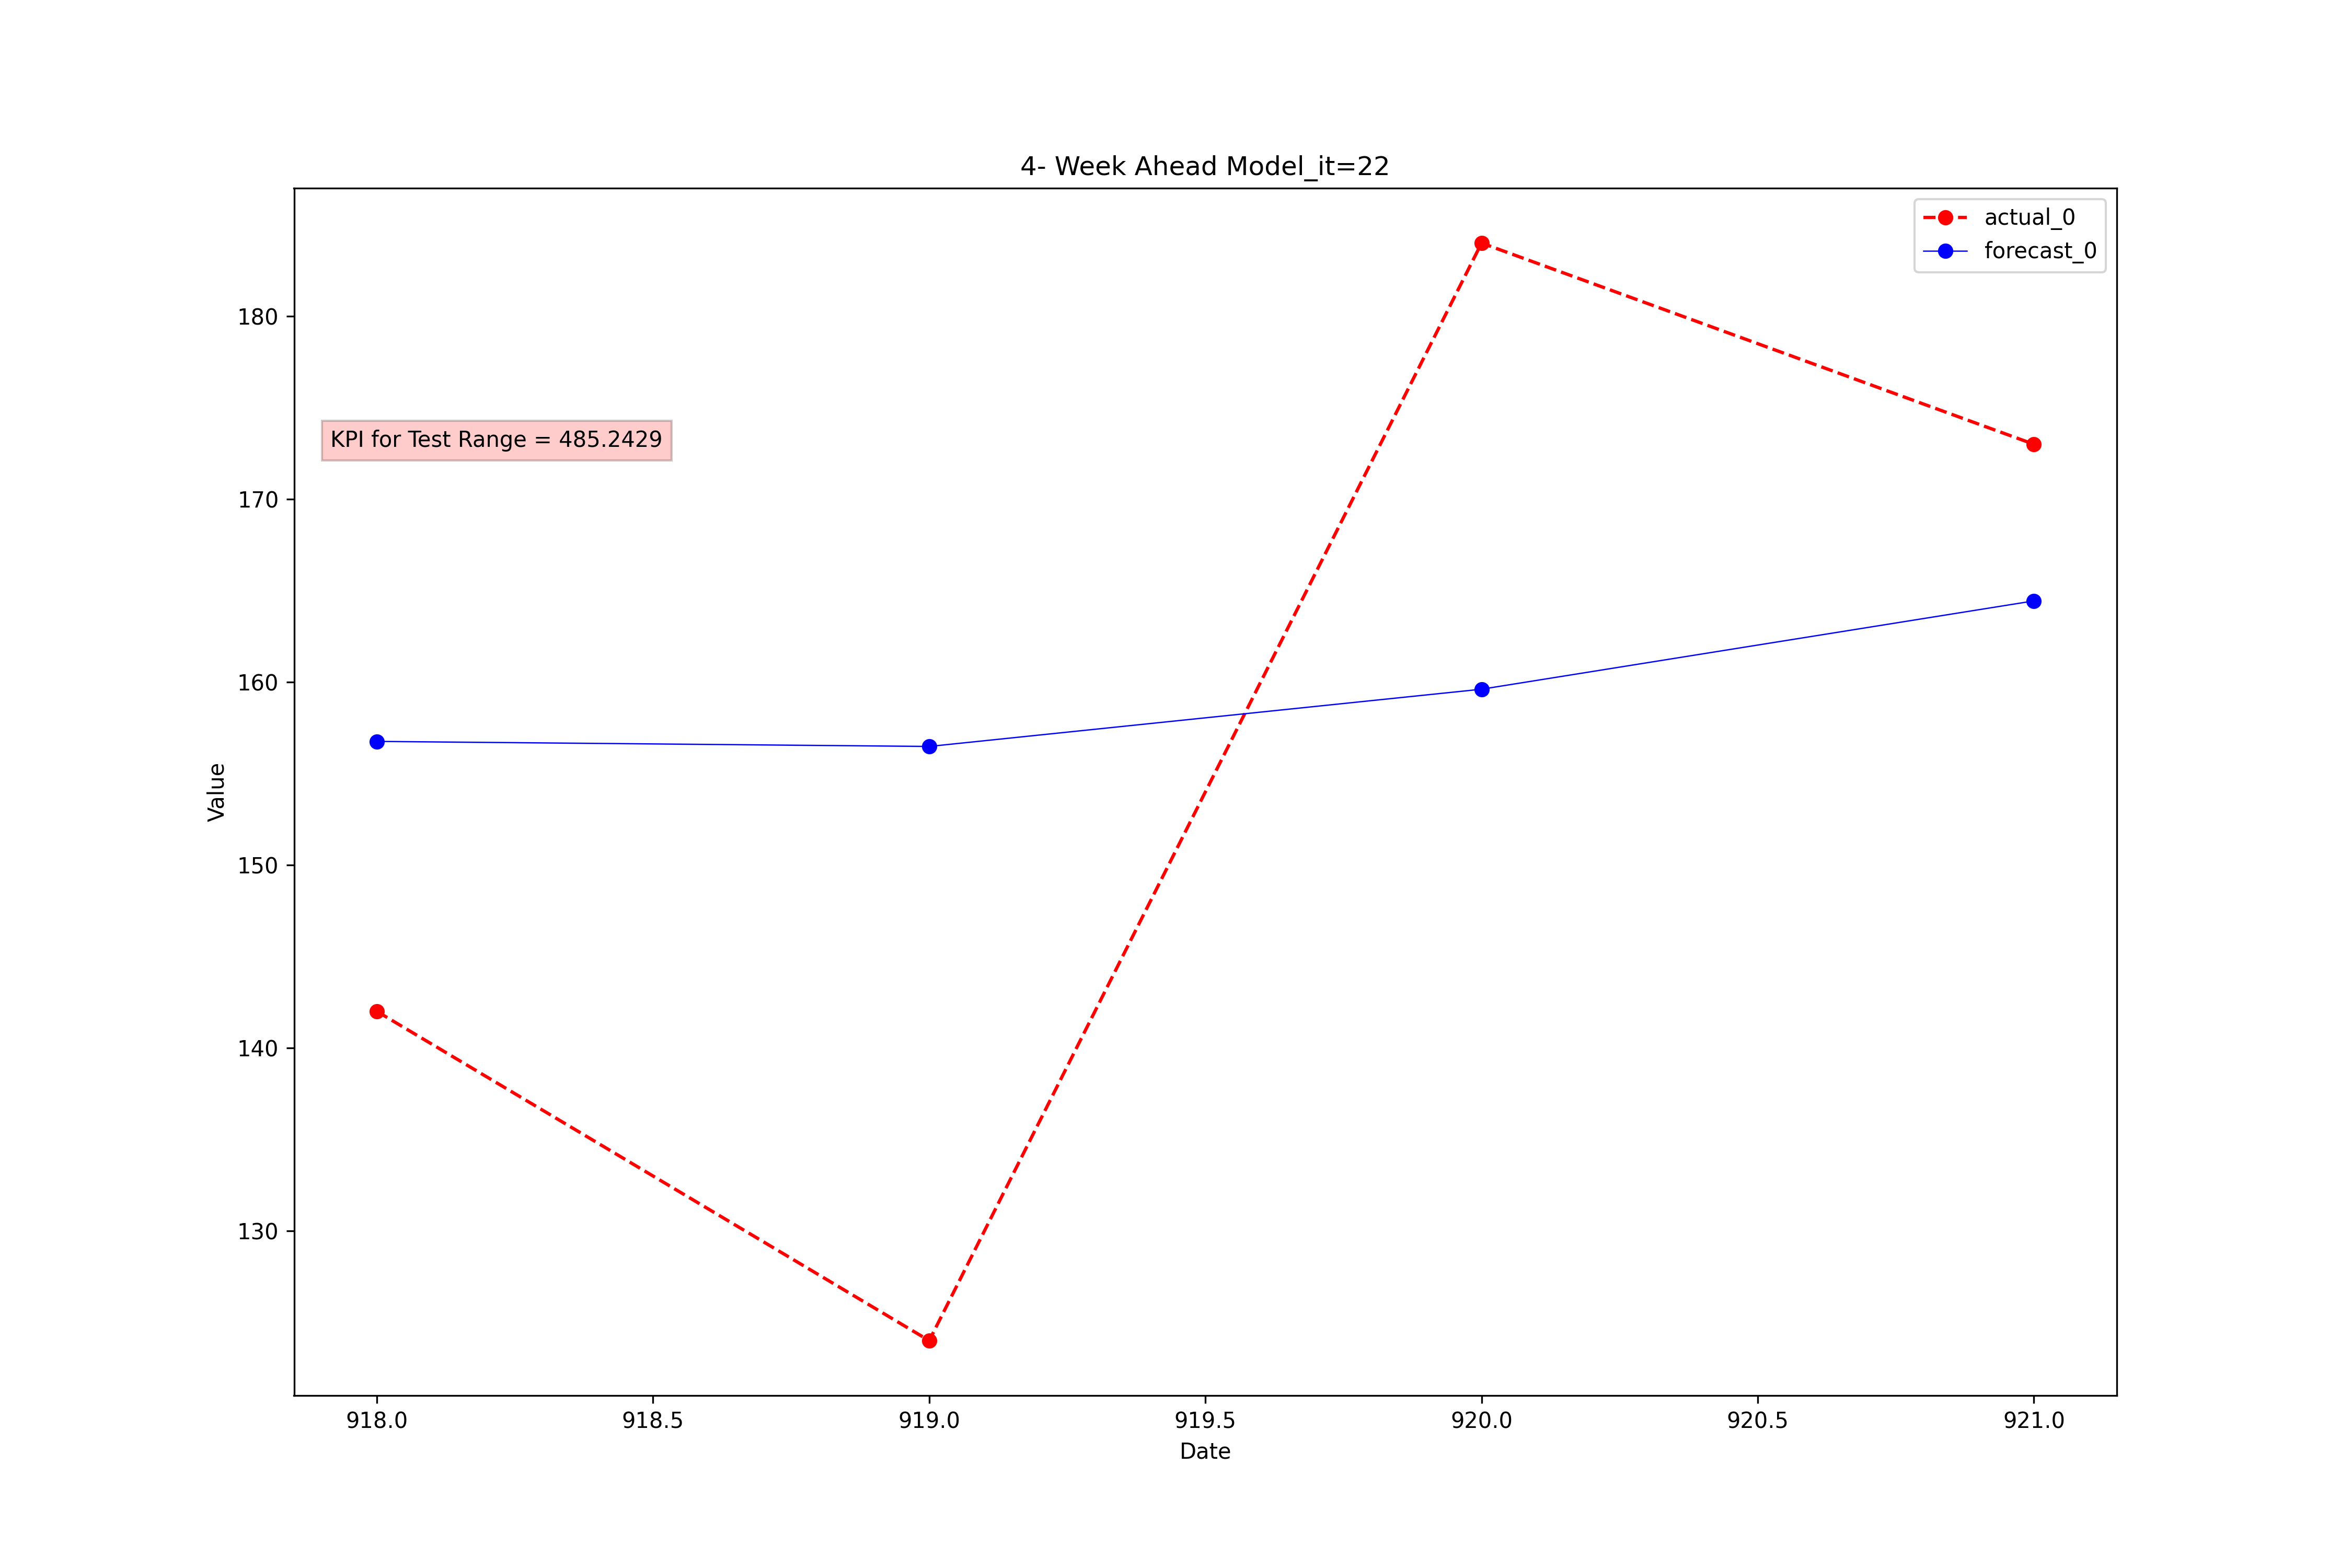 4- Week Ahead Model_it=22
actual_0
forecast_0
KPI for Test Range = 485.2429
180
170
160
150
140
130
Value
918.0 918.5 919.0 919.5 920.0 920.5 921.0
Date